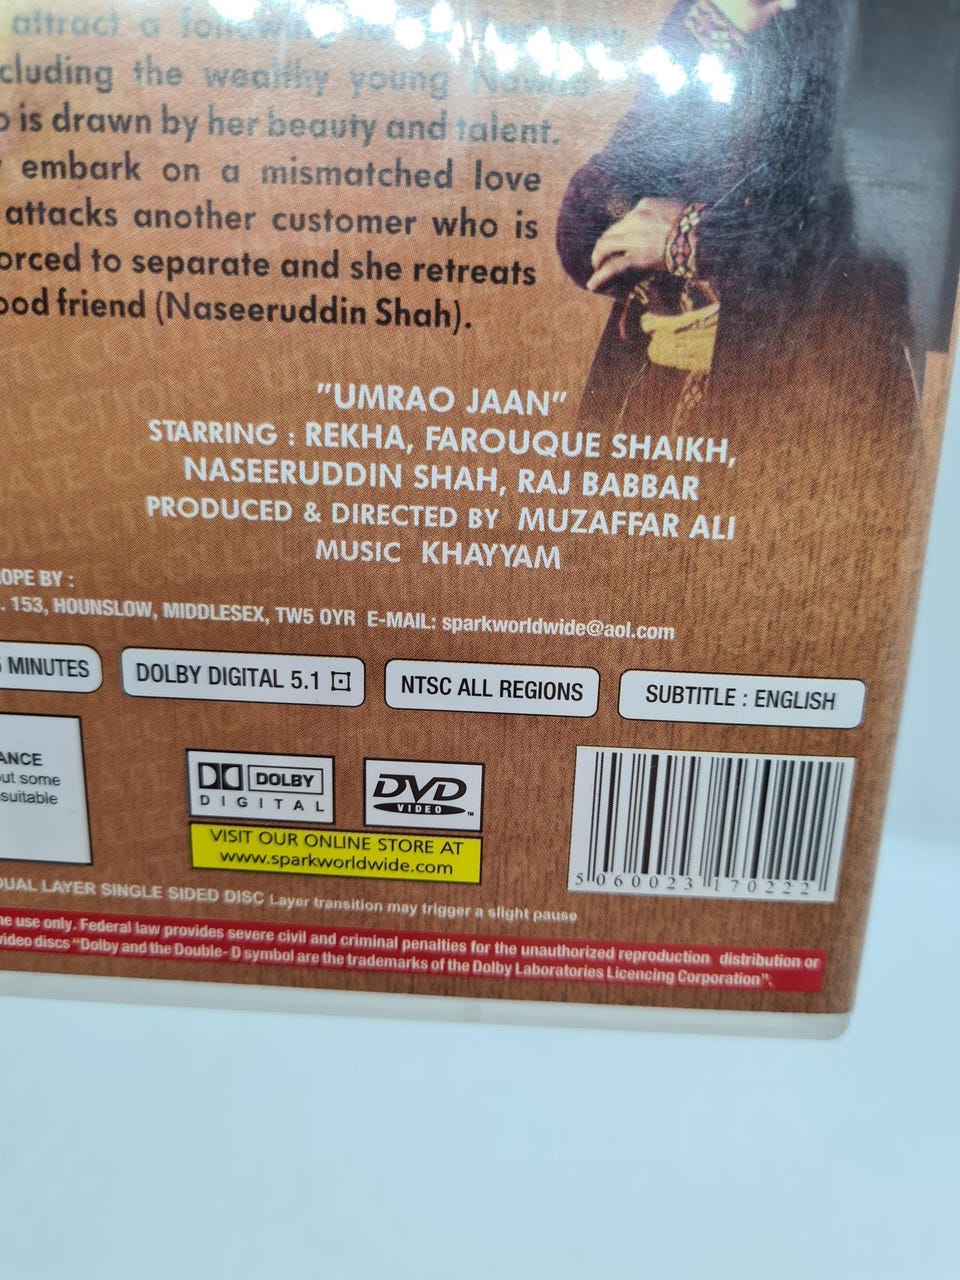 attract a following
cluding the wealthy young Nawab
o is drawn by her beauty and talent.
embark on a mismatched love
attacks another customer who is
orced to separate and she retreats
ood friend (Naseeruddin Shah).
"UMRAO JAAN"
STARRING : REKHA, FAROUQUE SHAIKH,
NASEERUDDIN SHAH, RAJ BABBAR
PRODUCED & DIRECTED BY MUZAFFAR ALI
MUSIC KHAYYAM
OPE BY :
. 153, HOUNSLOW, MIDDLESEX, TW5 OYR E-MAIL: sparkworldwide@aol.com
MINUTES
DOLBY DIGITAL 5.1
NTSC ALL REGIONS
SUBTITLE : ENGLISH
ANCE
ut some
suitable
DOLBY
DIGITAL
DVD
VIDEO™
VISIT OUR ONLINE STORE AT
www.sparkworldwide.com
5 060023 170222
DUAL LAYER SINGLE SIDED DISC Layer transition may trigger a slight pause
ne use only. Federal law provides severe civil and criminal penalties for the unauthorized reproduction distribution or
video discs "Dolby and the Double- D symbol are the trademarks of the Dolby Laboratories Licencing Corporation".